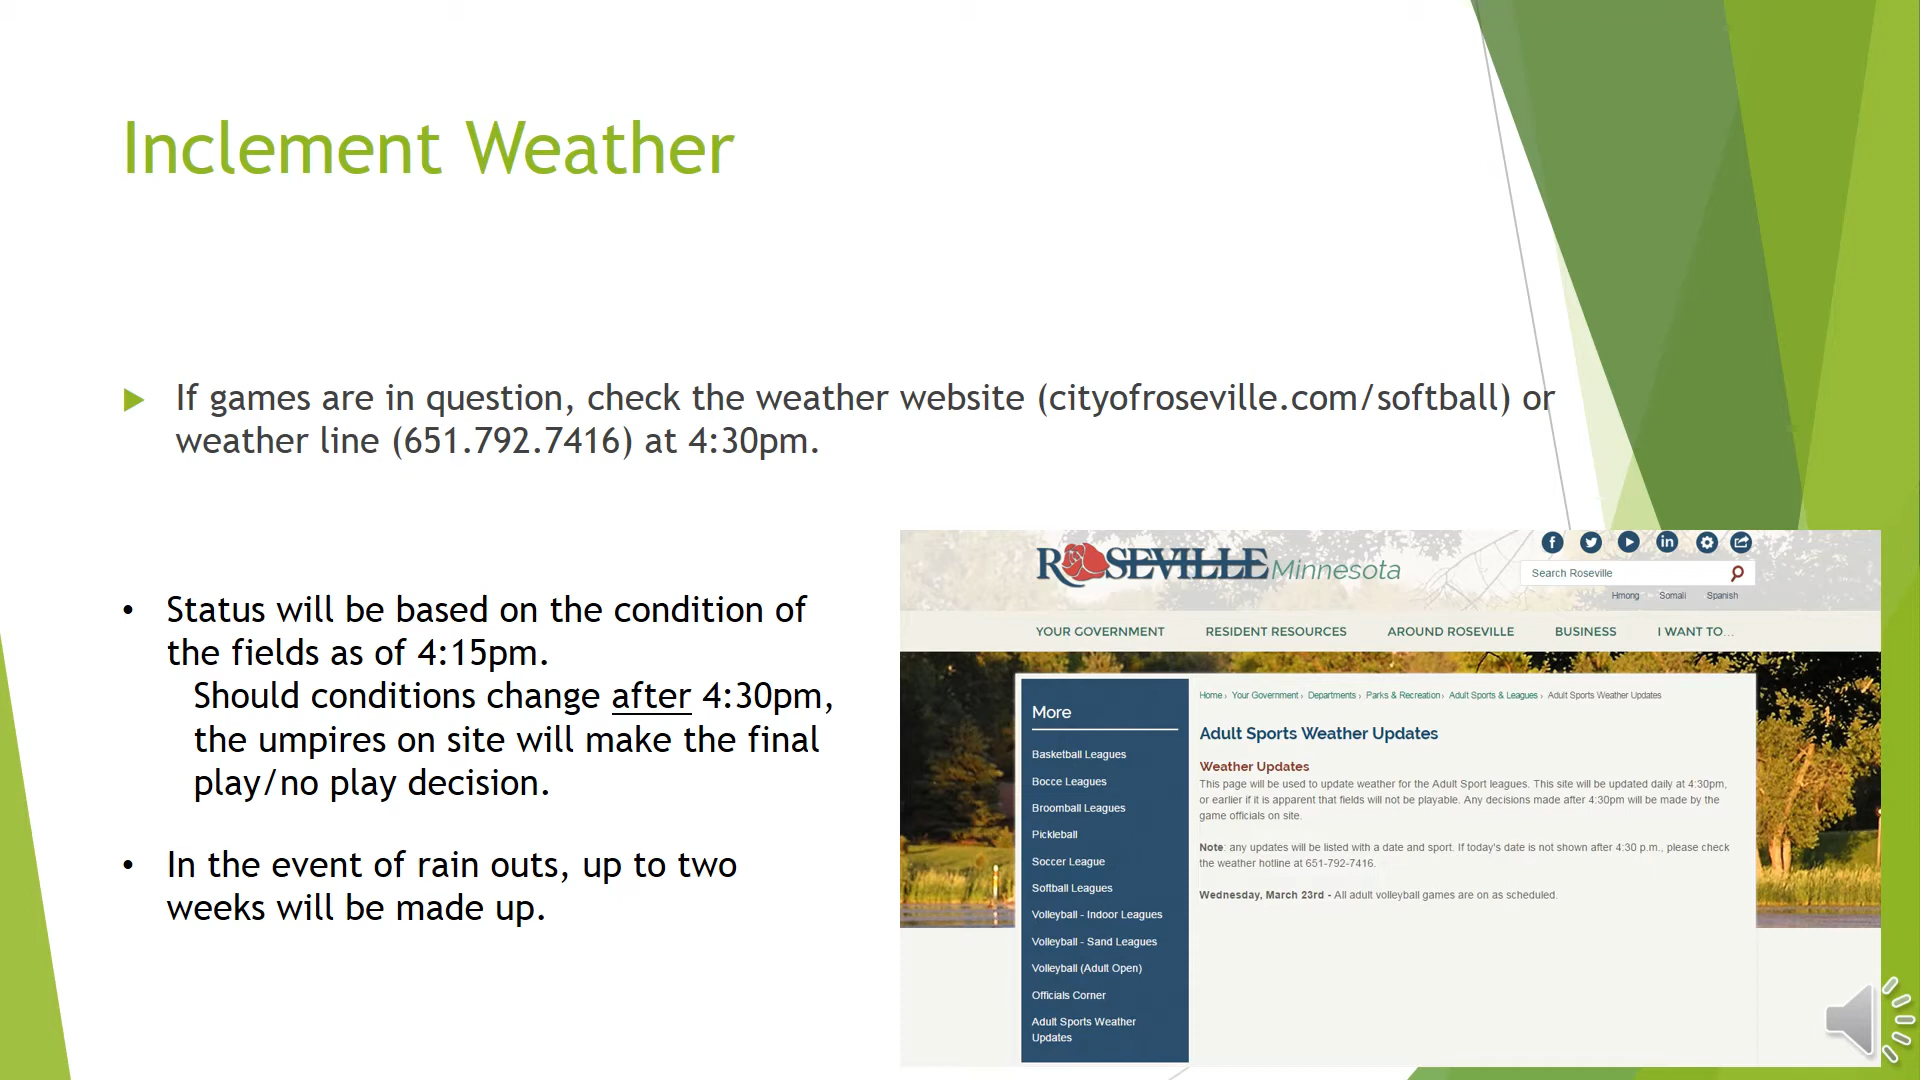 Inclement Weather
If games are in question, check the weather website (cityofroseville.com/softball) or
weather line (651.792.7416) at 4:30pm.
• Status will be based on the condition of
the fields as of 4:15pm.
Should conditions change after 4:30pm,
the umpires on site will make the final
play/no play decision.
• In the event of rain outs, up to two
weeks will be made up.
ROSEVILLE Minnesota
Search Roseville
Hmong Somali Spanish
YOUR GOVERNMENT RESIDENT RESOURCES AROUND ROSEVILLE BUSINESS I WANT TO...
More
Basketball Leagues
Bocce Leagues
Broomball Leagues
Pickleball
Soccer League
Softball Leagues
Volleyball - Indoor Leagues
Volleyball - Sand Leagues
Volleyball (Adult Open)
Officials Corner
Adult Sports Weather
Updates
Home › Your Government › Departments › Parks & Recreation › Adult Sports & Leagues › Adult Sports Weather Updates
Adult Sports Weather Updates
Weather Updates
This page will be used to update weather for the Adult Sport leagues. This site will be updated daily at 4:30pm,
or earlier if it is apparent that fields will not be playable. Any decisions made after 4:30pm will be made by the
game officials on site.
Note: any updates will be listed with a date and sport. If today's date is not shown after 4:30 p.m., please check
the weather hotline at 651-792-7416.
Wednesday, March 23rd - All adult volleyball games are on as scheduled.